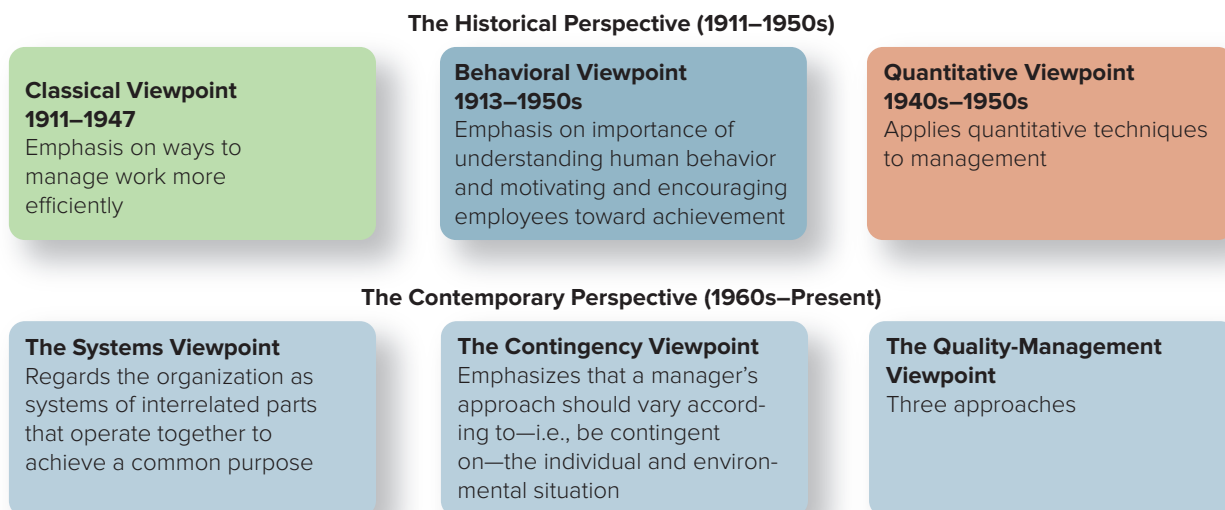 The Historical Perspective (1911–1950s)
Classical Viewpoint
1911–1947
Emphasis on ways to
manage work more
efficiently
Behavioral Viewpoint
1913–1950s
Emphasis on importance of
understanding human behavior
and motivating and encouraging
employees toward achievement
Quantitative Viewpoint
1940s–1950s
Applies quantitative techniques
to management
The Contemporary Perspective (1960s–Present)
The Systems Viewpoint
Regards the organization as
systems of interrelated parts
that operate together to
achieve a common purpose
The Contingency Viewpoint
Emphasizes that a manager’s
approach should vary accord-
ing to—i.e., be contingent
on—the individual and environ-
mental situation
The Quality-Management
Viewpoint
Three approaches